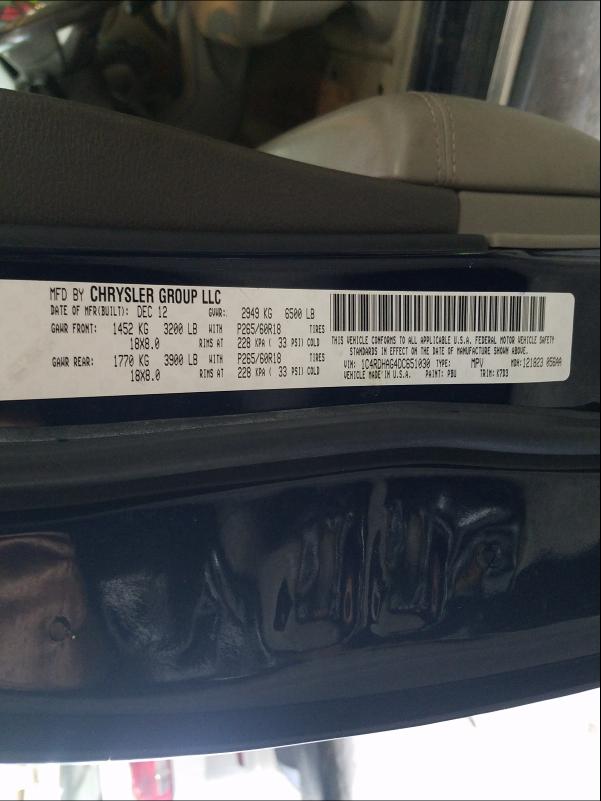 MFD BY CHRYSLER GROUP LLC
DATE OF MFR(BUILT): DEC 12 GVWR: 2949 KG 6500 LB
GAWR FRONT: 1452 KG 3200 LB WITH P265/60R18 TIRES
18X8.0 RIMS AT 228 KPA ( 33 PSI) COLD
GAWR REAR: 1770 KG 3900 LB WITH P265/60R18 TIRES
18X8.0 RIMS AT 228 KPA ( 33 PSI) COLD
THIS VEHICLE CONFORMS TO ALL APPLICABLE U.S.A. FEDERAL MOTOR VEHICLE SAFETY
STANDARDS IN EFFECT ON THE DATE OF MANUFACTURE SHOWN ABOVE.
VIN: 1C4RDHAG4DC651030 TYPE: MPV MDH: 121823 056AA
VEHICLE MADE IN U.S.A. PAINT: PBU TRIM: K7D3